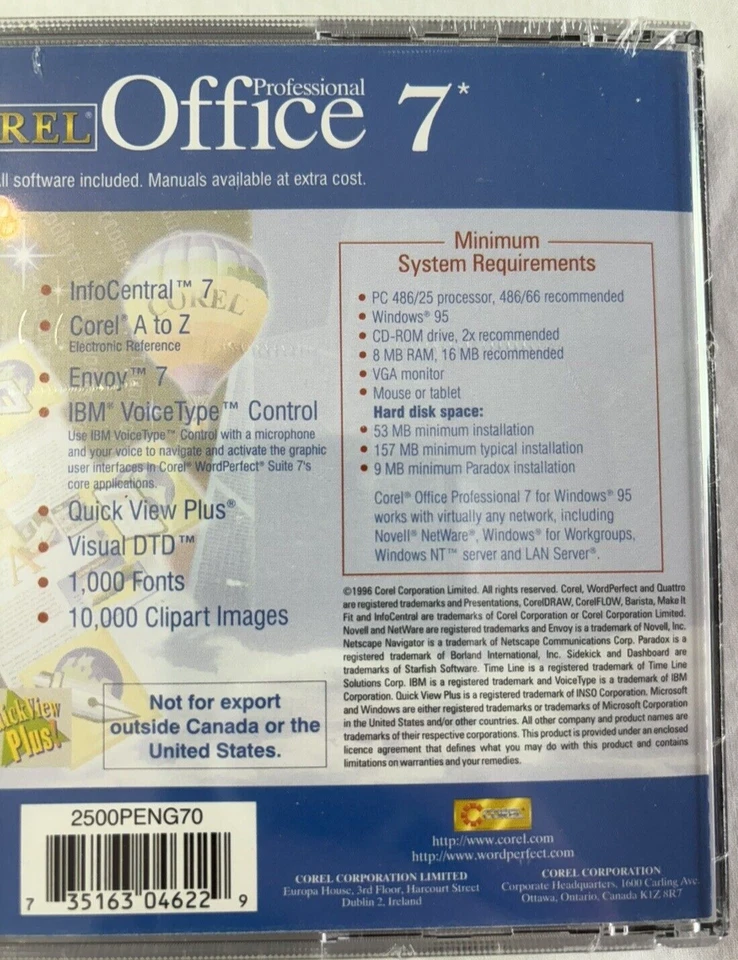 REL® Office Professional 7*
ll software included. Manuals available at extra cost.
COREL
• InfoCentral™ 7
• Corel® A to Z
Electronic Reference
• Envoy™ 7
• IBM® VoiceType™ Control
Use IBM VoiceType™ Control with a microphone
and your voice to navigate and activate the graphic
user interfaces in Corel® WordPerfect® Suite 7's
core applications.
• Quick View Plus®
• Visual DTD™
• 1,000 Fonts
• 10,000 Clipart Images
ick View
Plus!
Not for export
outside Canada or the
United States.
Minimum
System Requirements
• PC 486/25 processor, 486/66 recommended
• Windows® 95
• CD-ROM drive, 2x recommended
• 8 MB RAM, 16 MB recommended
• VGA monitor
• Mouse or tablet
Hard disk space:
• 53 MB minimum installation
• 157 MB minimum typical installation
• 9 MB minimum Paradox installation
Corel® Office Professional 7 for Windows® 95
works with virtually any network, including
Novell® NetWare®, Windows® for Workgroups,
Windows NT™ server and LAN Server®.
©1996 Corel Corporation Limited. All rights reserved. Corel, WordPerfect and Quattro
are registered trademarks and Presentations, CorelDRAW, CorelFLOW, Barista, Make It
Fit and InfoCentral are trademarks of Corel Corporation or Corel Corporation Limited.
Novell and NetWare are registered trademarks and Envoy is a trademark of Novell, Inc.
Netscape Navigator is a trademark of Netscape Communications Corp. Paradox is a
registered trademark of Borland International, Inc. Sidekick and Dashboard are
trademarks of Starfish Software. Time Line is a registered trademark of Time Line
Solutions Corp. IBM is a registered trademark and VoiceType is a trademark of IBM
Corporation. Quick View Plus is a registered trademark of INSO Corporation. Microsoft
and Windows are either registered trademarks or trademarks of Microsoft Corporation
in the United States and/or other countries. All other company and product names are
trademarks of their respective corporations. This product is provided under an enclosed
licence agreement that defines what you may do with this product and contains
limitations on warranties and your remedies.
2500PENG70
7 35163 04622 9
http://www.corel.com
http://www.wordperfect.com
COREL CORPORATION LIMITED
Europa House, 3rd Floor, Harcourt Street
Dublin 2, Ireland
COREL CORPORATION
Corporate Headquarters, 1600 Carling Ave.
Ottawa, Ontario, Canada K1Z 8R7